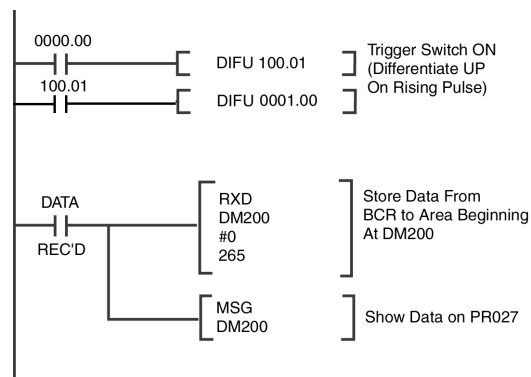 0000.00
DIFU 100.01
Trigger Switch ON
(Differentiate UP
On Rising Pulse)
100.01
DIFU 0001.00
DATA
REC'D
RXD
DM200
#0
265
Store Data From
BCR to Area Beginning
At DM200
MSG
DM200
Show Data on PR027